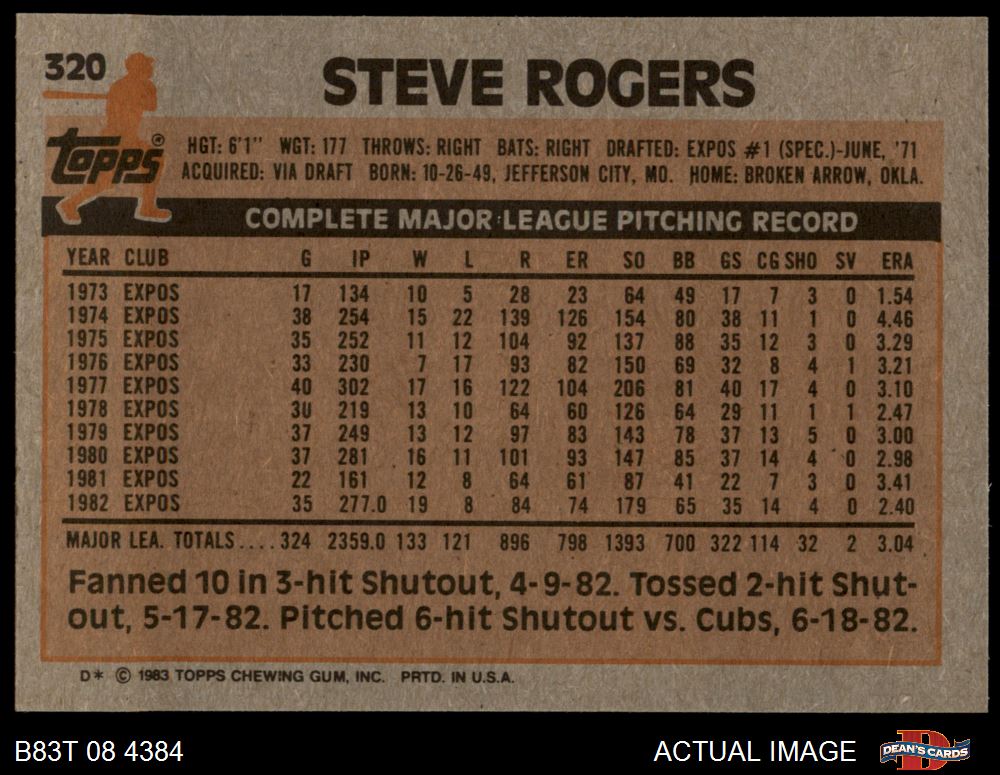 320
STEVE ROGERS
TOPPS ®
HGT: 6'1" WGT: 177 THROWS: RIGHT BATS: RIGHT DRAFTED: EXPOS #1 (SPEC.)-JUNE, '71
ACQUIRED: VIA DRAFT BORN: 10-26-49, JEFFERSON CITY, MO. HOME: BROKEN ARROW, OKLA.
COMPLETE MAJOR LEAGUE PITCHING RECORD
YEAR CLUB G IP W L R ER SO BB GS CG SHO SV ERA
1973 EXPOS 17 134 10 5 28 23 64 49 17 7 3 0 1.54
1974 EXPOS 38 254 15 22 139 126 154 80 38 11 1 0 4.46
1975 EXPOS 35 252 11 12 104 92 137 88 35 12 3 0 3.29
1976 EXPOS 33 230 7 17 93 82 150 69 32 8 4 1 3.21
1977 EXPOS 40 302 17 16 122 104 206 81 40 17 4 0 3.10
1978 EXPOS 30 219 13 10 64 60 126 64 29 11 1 1 2.47
1979 EXPOS 37 249 13 12 97 83 143 78 37 13 5 0 3.00
1980 EXPOS 37 281 16 11 101 93 147 85 37 14 4 0 2.98
1981 EXPOS 22 161 12 8 64 61 87 41 22 7 3 0 3.41
1982 EXPOS 35 277.0 19 8 84 74 179 65 35 14 4 0 2.40
MAJOR LEA. TOTALS.... 324 2359.0 133 121 896 798 1393 700 322 114 32 2 3.04
Fanned 10 in 3-hit Shutout, 4-9-82. Tossed 2-hit Shut-
out, 5-17-82. Pitched 6-hit Shutout vs. Cubs, 6-18-82.
D* © 1983 TOPPS CHEWING GUM, INC. PRTD. IN U.S.A.
B83T 08 4384
ACTUAL IMAGE
D
DEAN'S CARDS